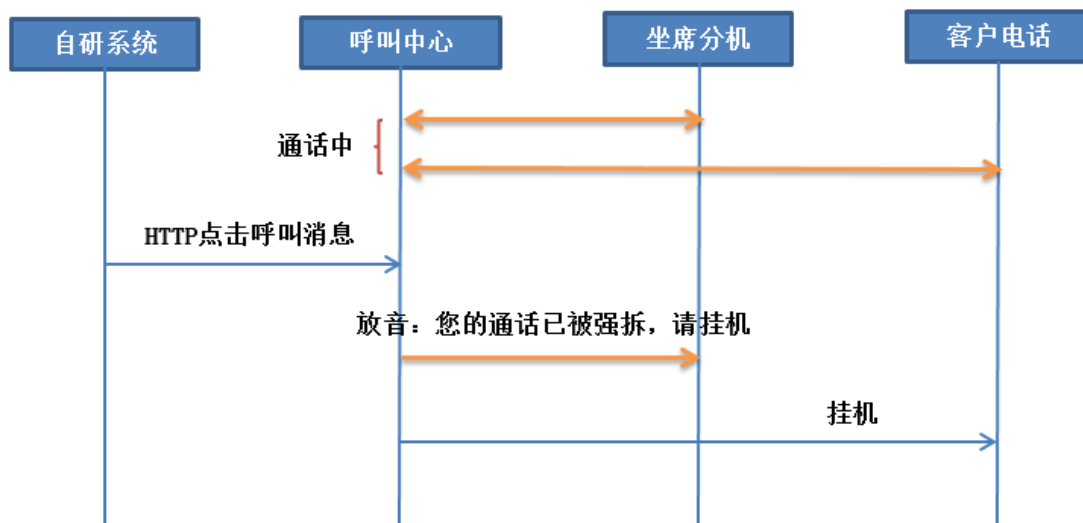 自研系统
呼叫中心
坐席分机
客户电话
通话中
HTTP点击呼叫消息
放音：您的通话已被强拆，请挂机
挂机